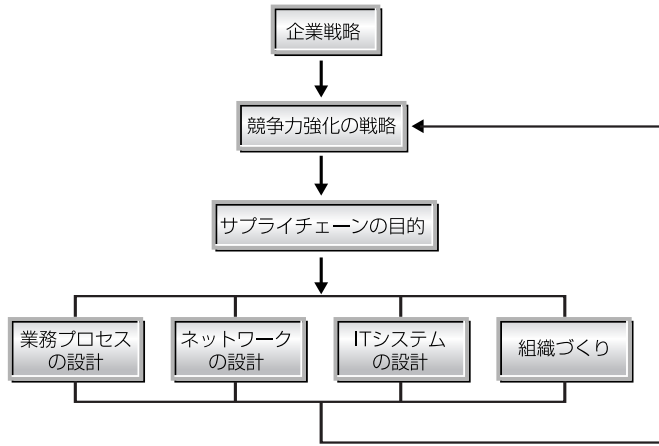 企業戦略
競争力強化の戦略
サプライチェーンの目的
業務プロセス
の設計
ネットワーク
の設計
ITシステム
の設計
組織づくり